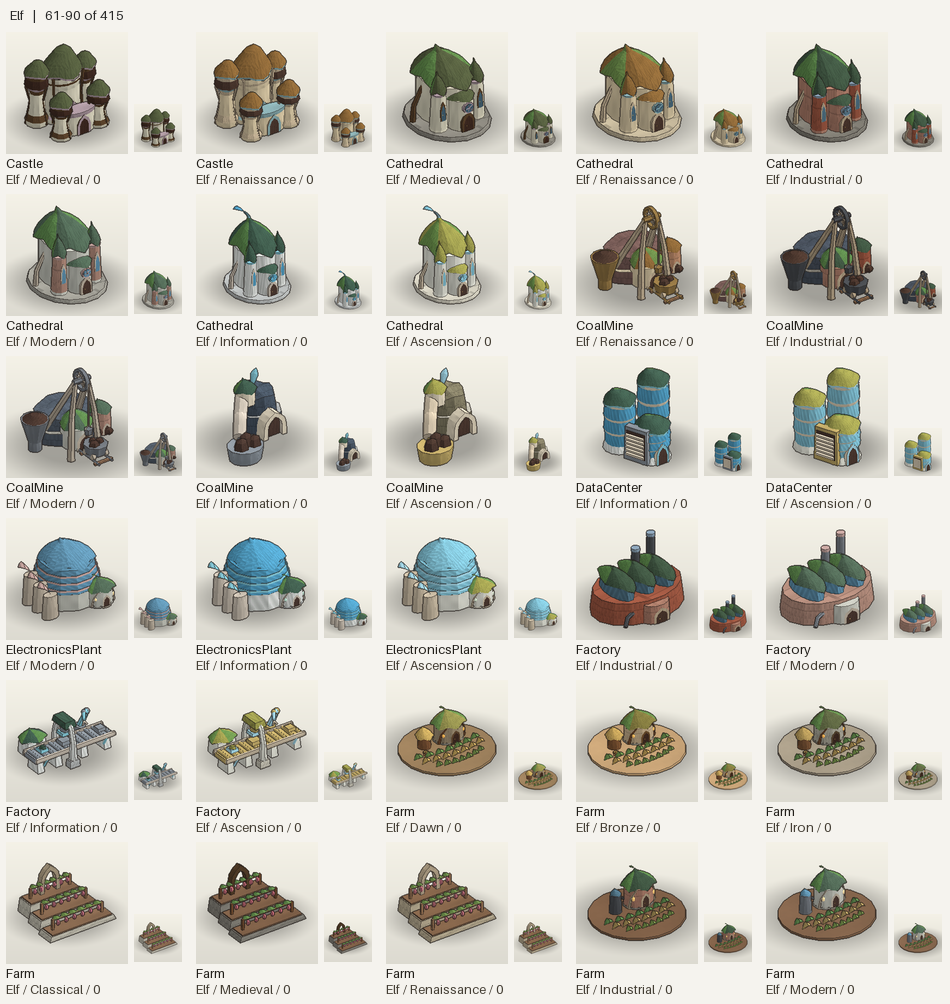 Elf | 61-90 of 415
Castle
Elf / Medieval / 0
Castle
Elf / Renaissance / 0
Cathedral
Elf / Medieval / 0
Cathedral
Elf / Renaissance / 0
Cathedral
Elf / Industrial / 0
Cathedral
Elf / Modern / 0
Cathedral
Elf / Information / 0
Cathedral
Elf / Ascension / 0
CoalMine
Elf / Renaissance / 0
CoalMine
Elf / Industrial / 0
CoalMine
Elf / Modern / 0
CoalMine
Elf / Information / 0
CoalMine
Elf / Ascension / 0
DataCenter
Elf / Information / 0
DataCenter
Elf / Ascension / 0
ElectronicsPlant
Elf / Modern / 0
ElectronicsPlant
Elf / Information / 0
ElectronicsPlant
Elf / Ascension / 0
Factory
Elf / Industrial / 0
Factory
Elf / Modern / 0
Factory
Elf / Information / 0
Factory
Elf / Ascension / 0
Farm
Elf / Dawn / 0
Farm
Elf / Bronze / 0
Farm
Elf / Iron / 0
Farm
Elf / Classical / 0
Farm
Elf / Medieval / 0
Farm
Elf / Renaissance / 0
Farm
Elf / Industrial / 0
Farm
Elf / Modern / 0